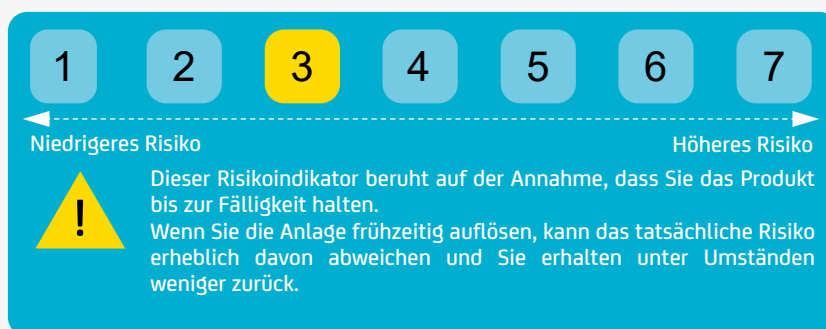 1 2 3 4 5 6 7
Niedrigeres Risiko Höheres Risiko
Dieser Risikoindikator beruht auf der Annahme, dass Sie das Produkt
bis zur Fälligkeit halten.
!
Wenn Sie die Anlage frühzeitig auflösen, kann das tatsächliche Risiko
erheblich davon abweichen und Sie erhalten unter Umständen
weniger zurück.